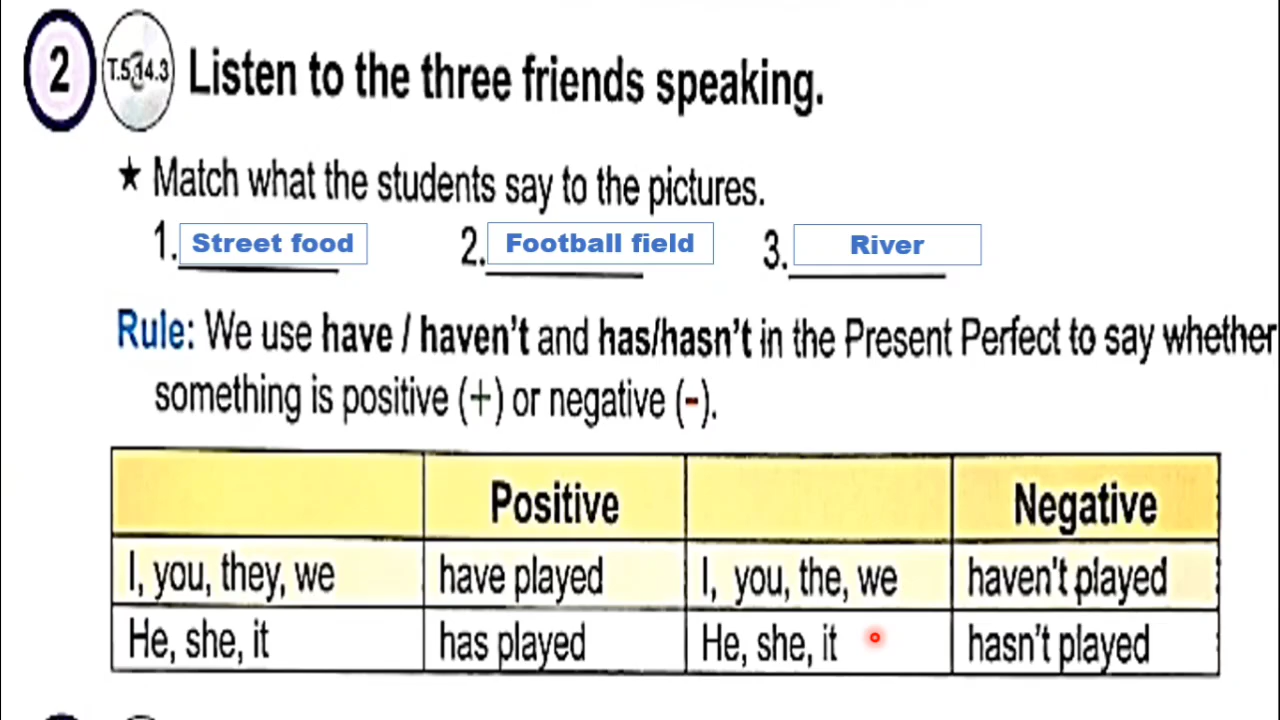 2 T.5 14.3 Listen to the three friends speaking.
★ Match what the students say to the pictures.
1. Street food 2. Football field 3. River
Rule: We use have / haven't and has/hasn't in the Present Perfect to say whether
something is positive (+) or negative (-).
Positive Negative
I, you, they, we have played I, you, the, we haven't played
He, she, it has played He, she, it hasn't played